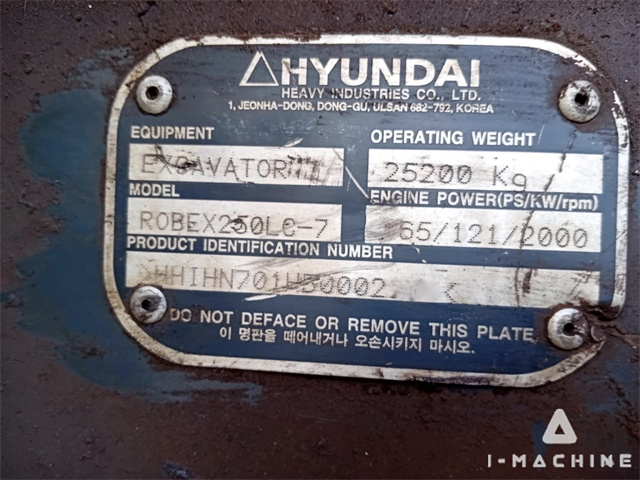 HYUNDAI
HEAVY INDUSTRIES CO., LTD.
1, JEONHA-DONG, DONG-GU, ULSAN 682-792, KOREA
EQUIPMENT OPERATING WEIGHT
EXCAVATOR 25200 Kg
MODEL ENGINE POWER(PS/KW/rpm)
ROBEX250LC-7 65/121/2000
PRODUCT IDENTIFICATION NUMBER
DO NOT DEFACE OR REMOVE THIS PLATE
이 명판을 떼어내거나 오손시키지 마시오.
I-MACHINE